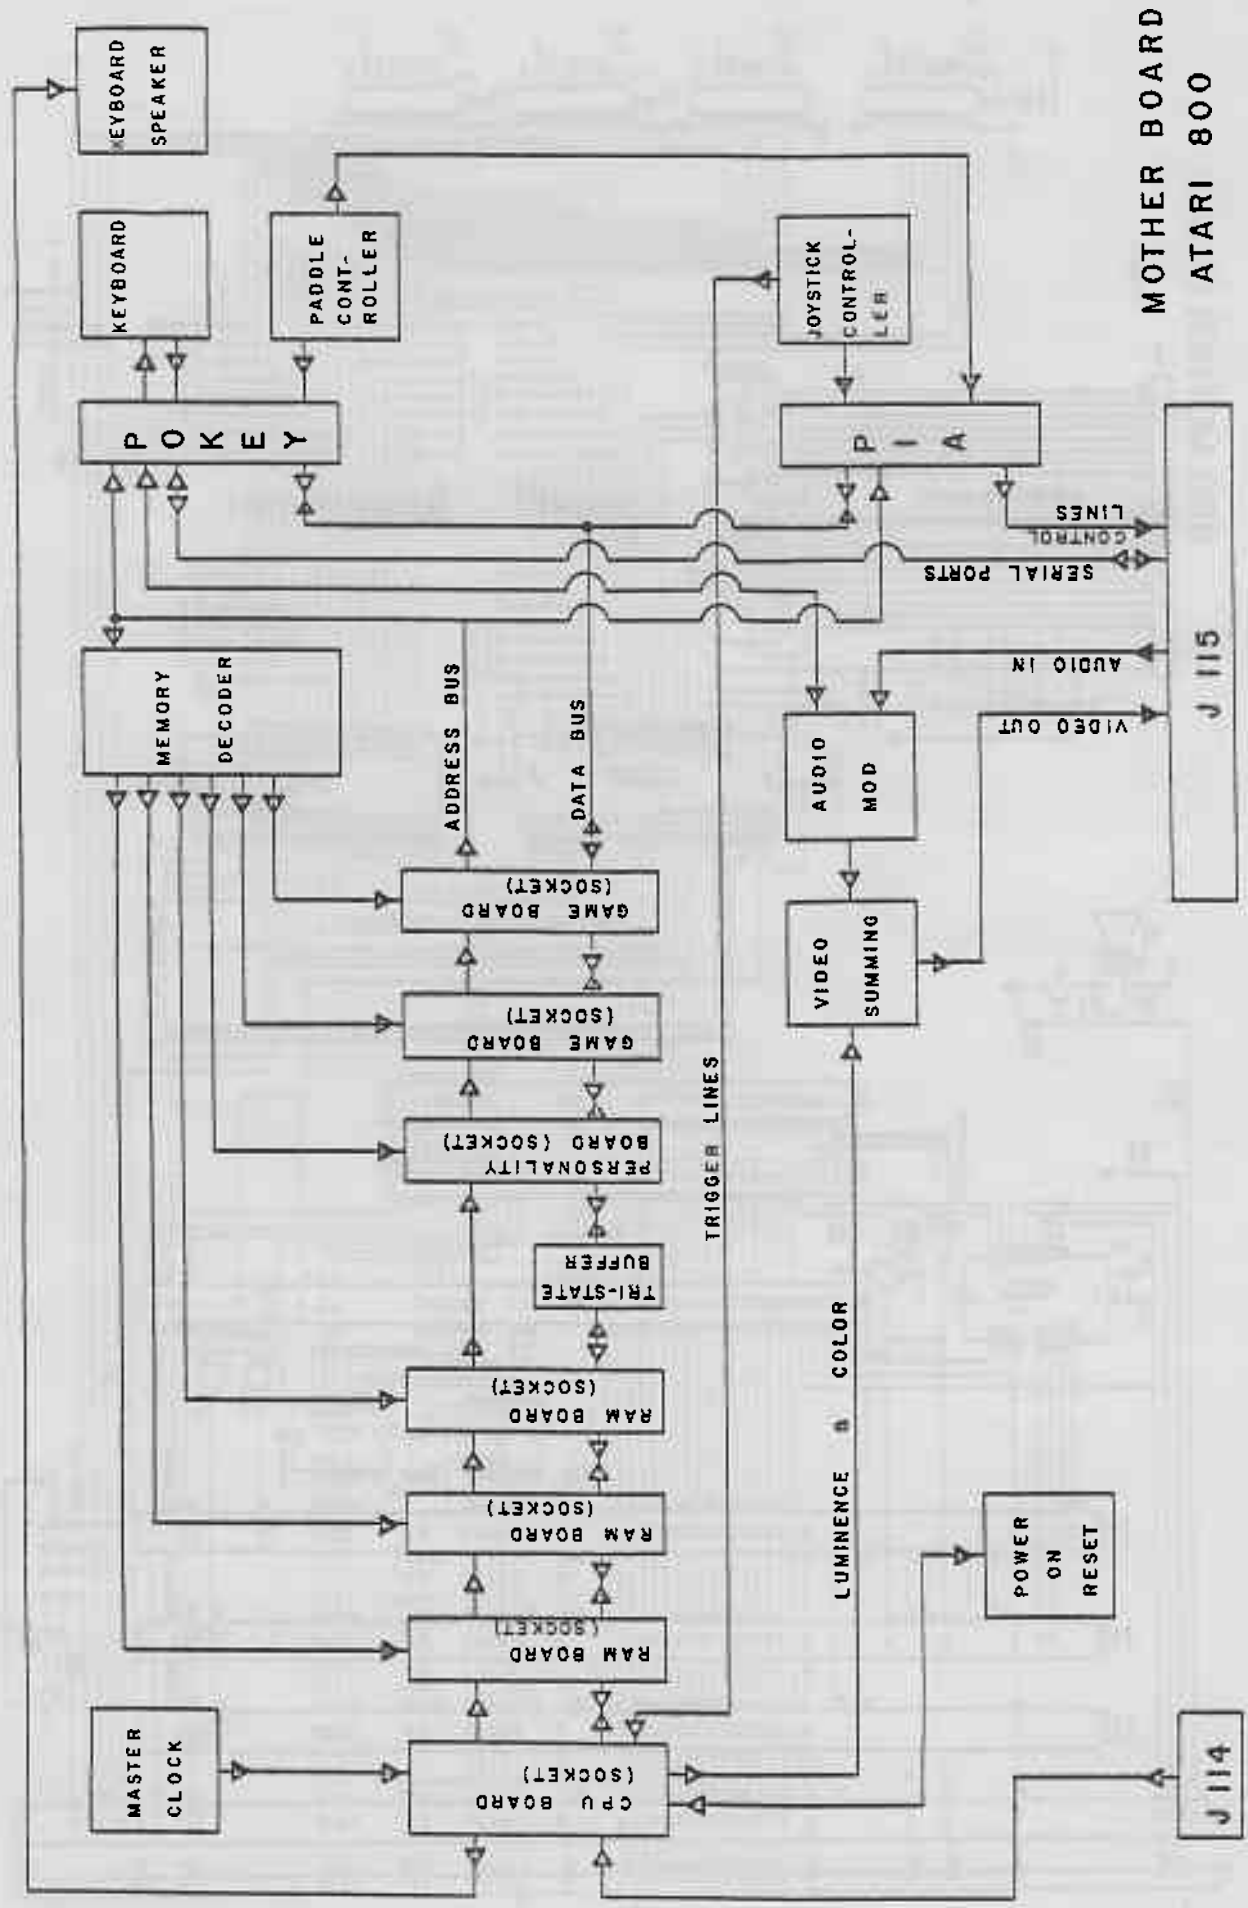 KEYBOARD
SPEAKER
KEYBOARD
PADDLE
CONT-
ROLLER
POKEY
JOYSTICK
CONTROL-
LER
PIA
MOTHER BOARD
ATARI 800
CONTROL
LINES
SERIAL PORTS
AUDIO IN
VIDEO OUT
J 115
MEMORY
DECODER
ADDRESS BUS
DATA BUS
AUDIO
MOD
VIDEO
SUMMING
GAME BOARD
(SOCKET)
GAME BOARD
(SOCKET)
PERSONALITY
BOARD (SOCKET)
TRI-STATE
BUFFER
TRIGGER LINES
RAM BOARD
(SOCKET)
RAM BOARD
(SOCKET)
RAM BOARD
(SOCKET)
LUMINENCE & COLOR
POWER
ON
RESET
MASTER
CLOCK
CPU BOARD
(SOCKET)
J 114